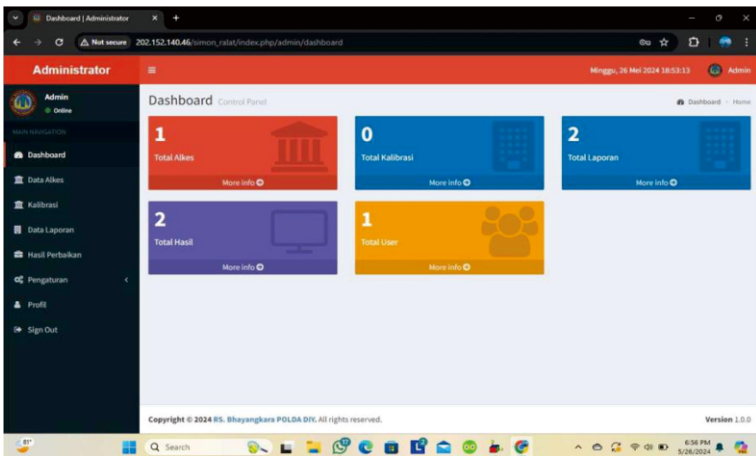 Dashboard | Administrator
Not secure 202.152.140.46/simon_ralat/index.php/admin/dashboard
Administrator
Minggu, 26 Mei 2024 18:53:13 Admin
Admin
Online
Dashboard Control Panel
Dashboard > Home
MAIN NAVIGATION
Dashboard
Data Alkes
Kalibrasi
Data Laporan
Hasil Perbaikan
Pengaturan
Profil
Sign Out
1
Total Alkes
More info
0
Total Kalibrasi
More info
2
Total Laporan
More info
2
Total Hasil
More info
1
Total User
More info
Copyright © 2024 RS. Bhayangkara POLDA DIY. All rights reserved.
Version 1.0.0
81°
Search
6:56 PM
5/26/2024